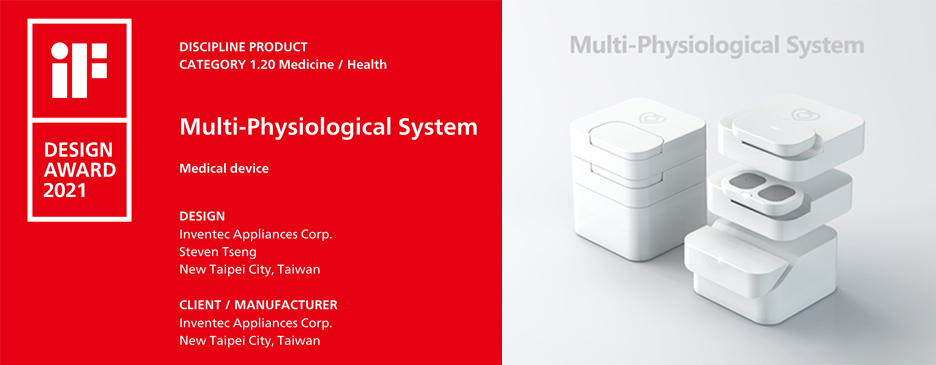 iF
DESIGN
AWARD
2021
DISCIPLINE PRODUCT
CATEGORY 1.20 Medicine / Health
Multi-Physiological System
Medical device
DESIGN
Inventec Appliances Corp.
Steven Tseng
New Taipei City, Taiwan
CLIENT / MANUFACTURER
Inventec Appliances Corp.
New Taipei City, Taiwan
Multi-Physiological System